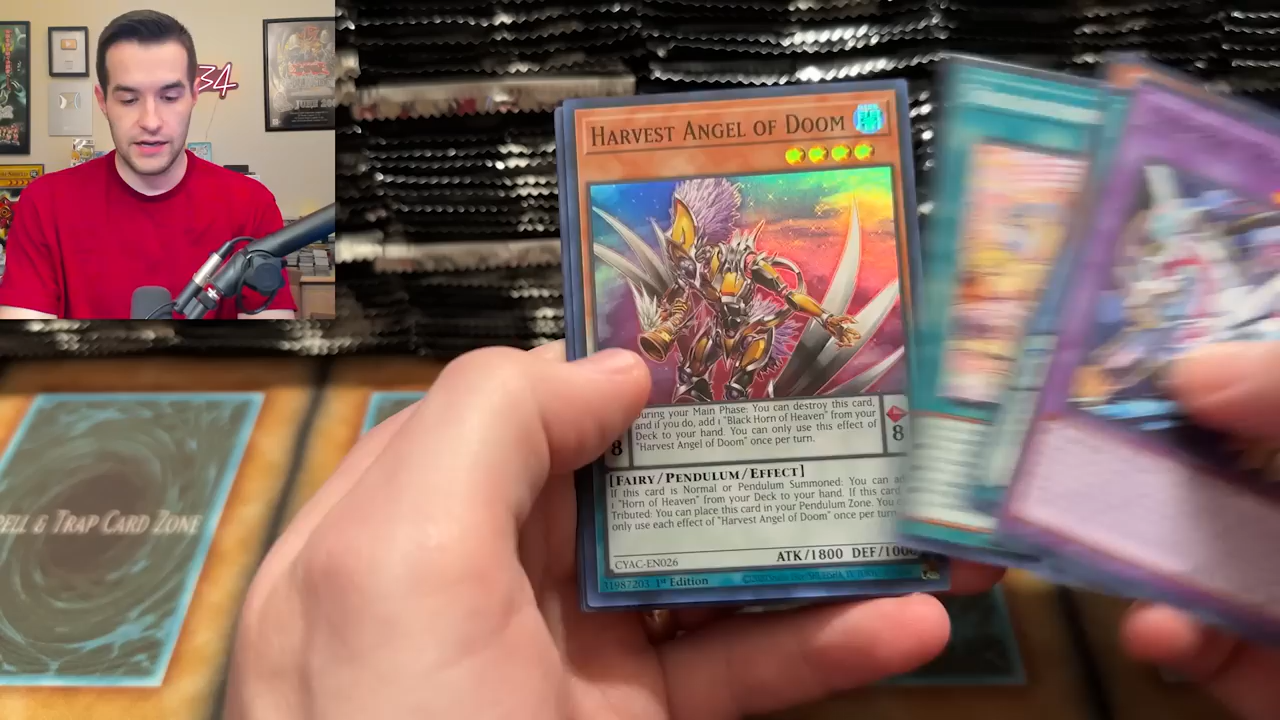 34
HARVEST ANGEL OF DOOM
During your Main Phase: You can destroy this card,
and if you do, add 1 "Black Horn of Heaven" from your
Deck to your hand. You can only use this effect of
"Harvest Angel of Doom" once per turn.
8
8
[FAIRY/PENDULUM/EFFECT]
If this card is Normal or Pendulum Summoned: You can
1 "Horn of Heaven" from your Deck to your hand. If this card
Tributed: You can place this card in your Pendulum Zone. You
only use each effect of "Harvest Angel of Doom" once per turn
ATK/1800 DEF/1000
CYAC-EN026
31987203 1st Edition
SPELL & TRAP CARD ZONE